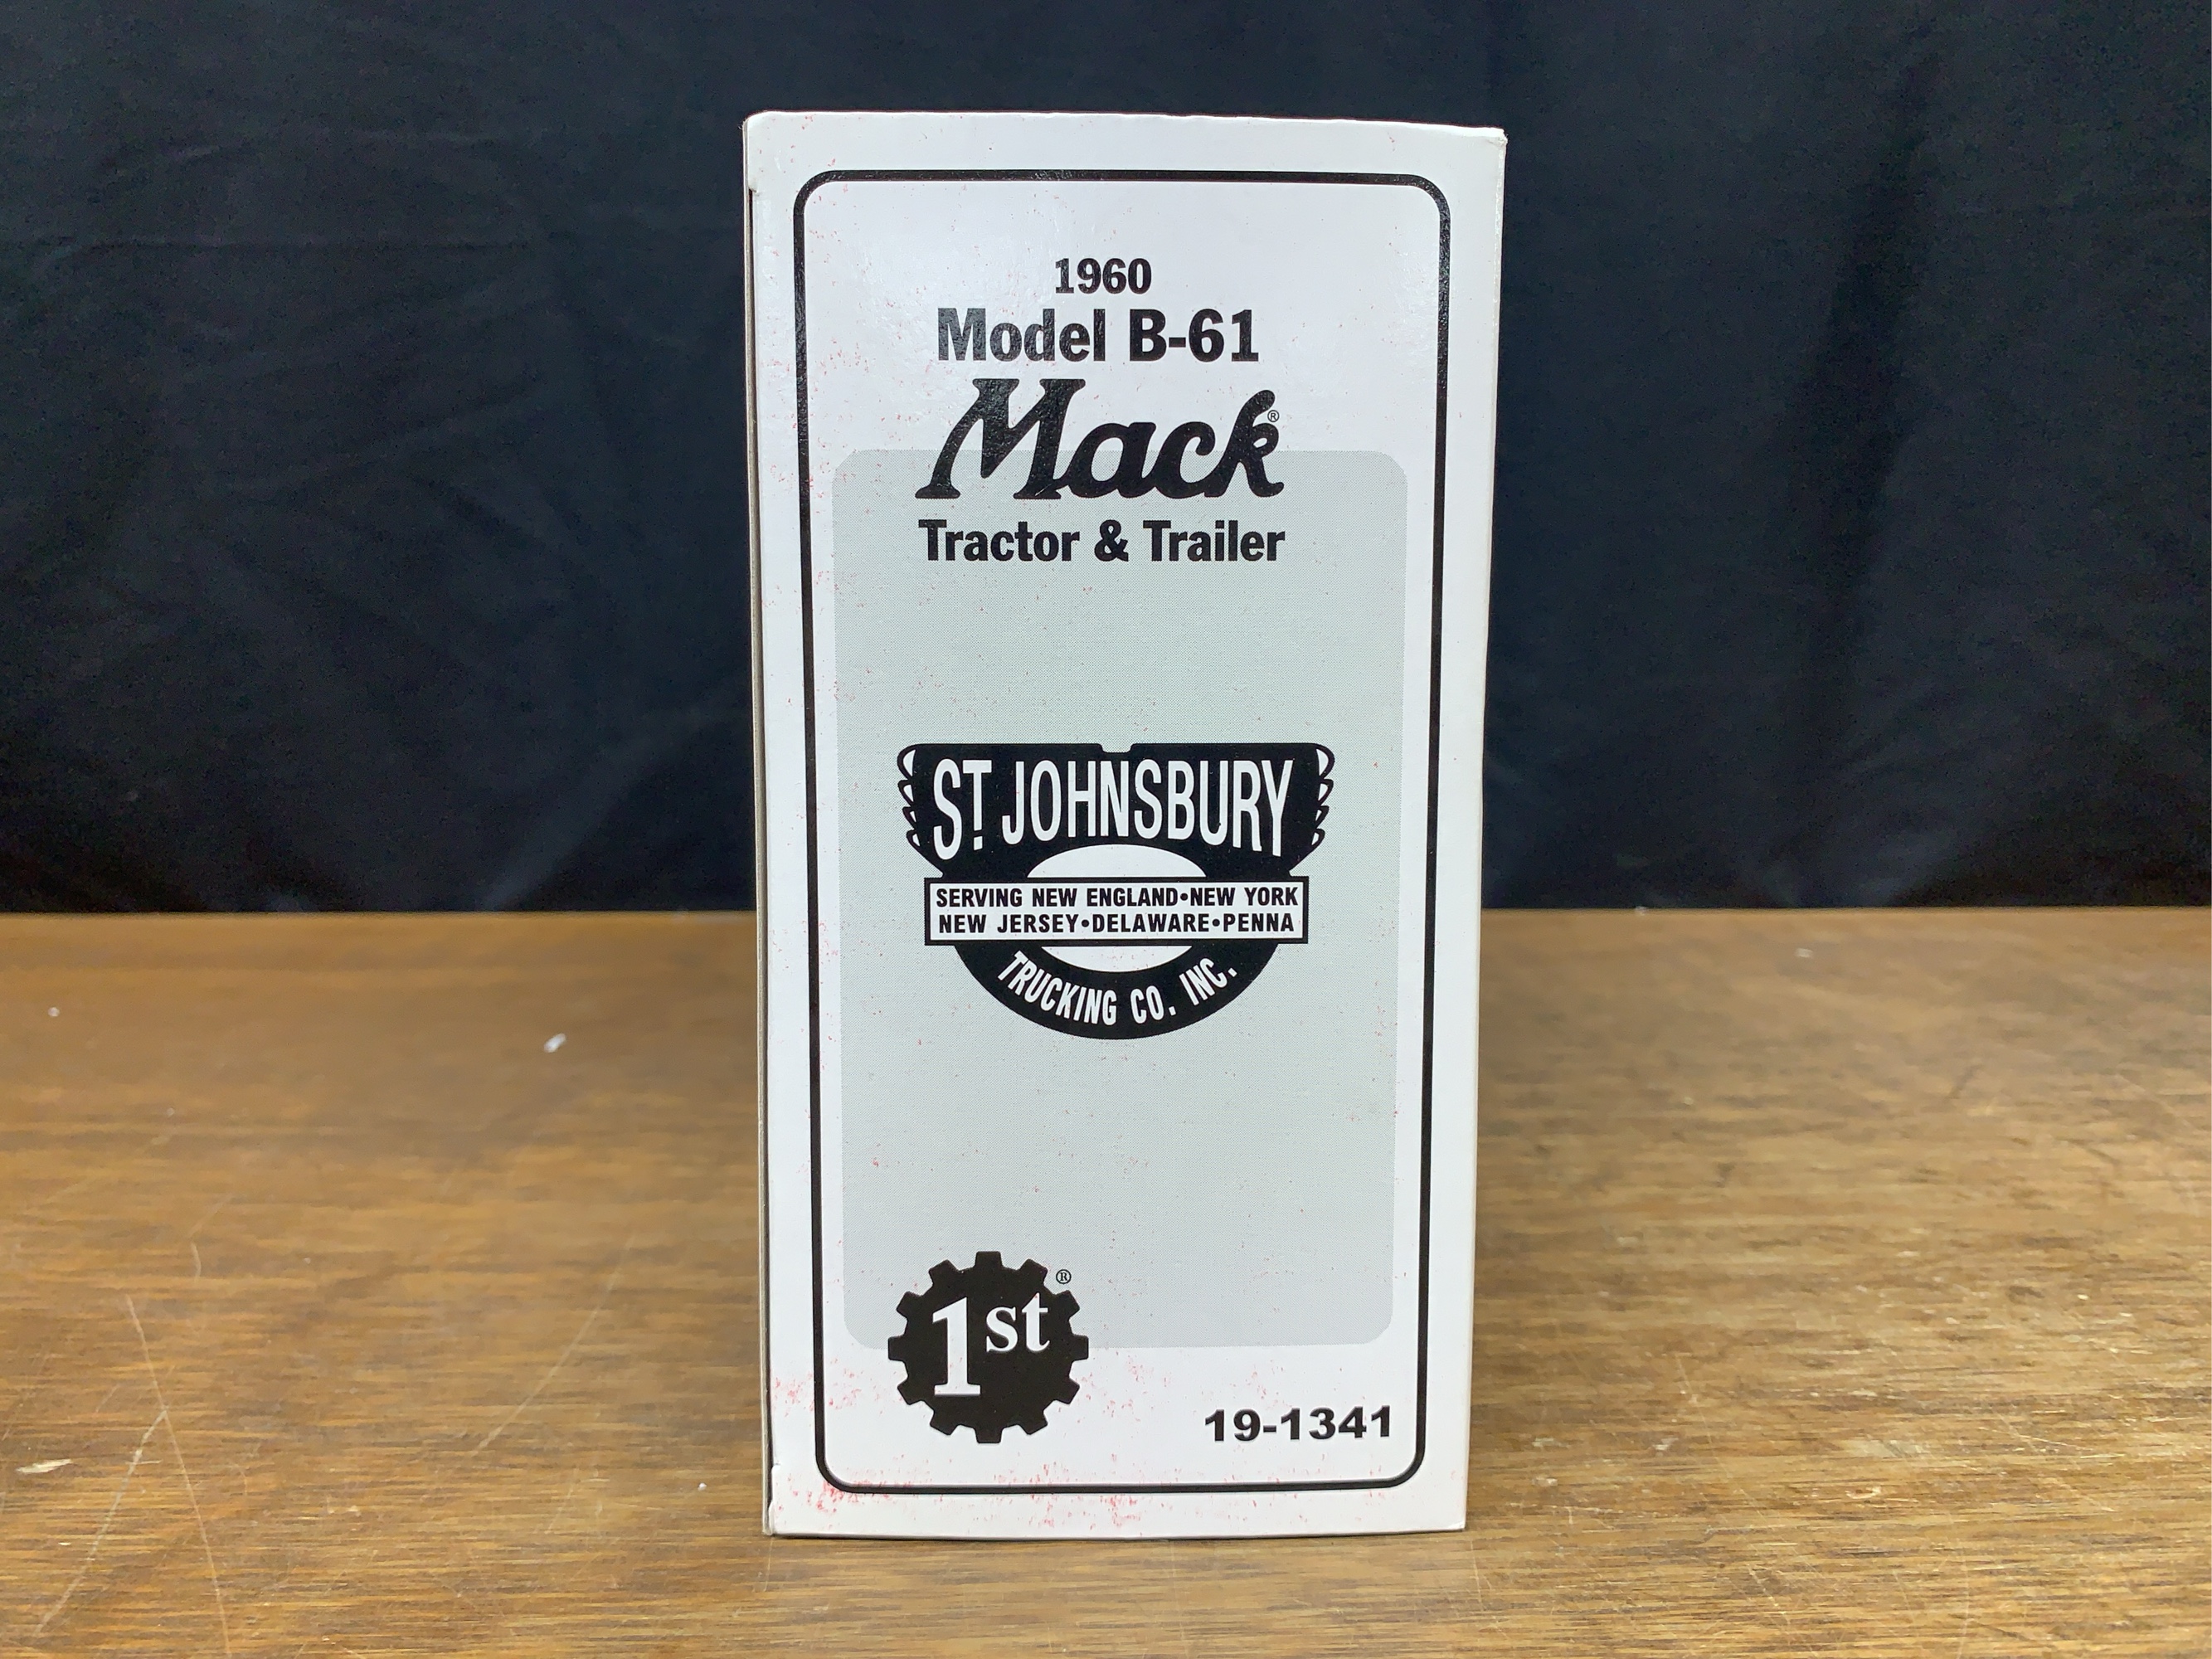 1960
Model B-61
Mack®
Tractor & Trailer
ST. JOHNSBURY
SERVING NEW ENGLAND•NEW YORK
NEW JERSEY•DELAWARE•PENNA
TRUCKING CO. INC.
1st®
19-1341